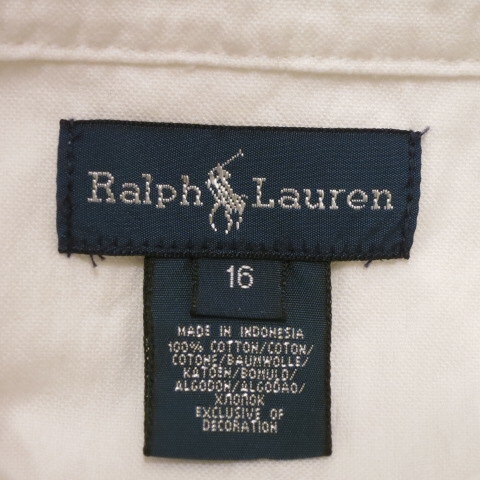 Ralph Lauren
16
MADE IN INDONESIA
100% COTTON/COTON/
COTONE/BAUMWOLLE/
KATOEN/BOMULD/
ALGODON/ALGODAO/
ХЛОПОК
EXCLUSIVE OF
DECORATION